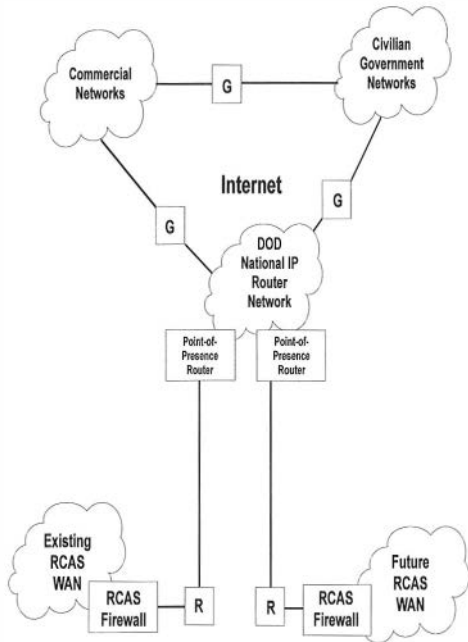 Commercial
Networks
G
Civilian
Government
Networks
Internet
G
G
DOD
National IP
Router
Network
Point-of-
Presence
Router
Point-of-
Presence
Router
Existing
RCAS
WAN
RCAS
Firewall
R
R
RCAS
Firewall
Future
RCAS
WAN